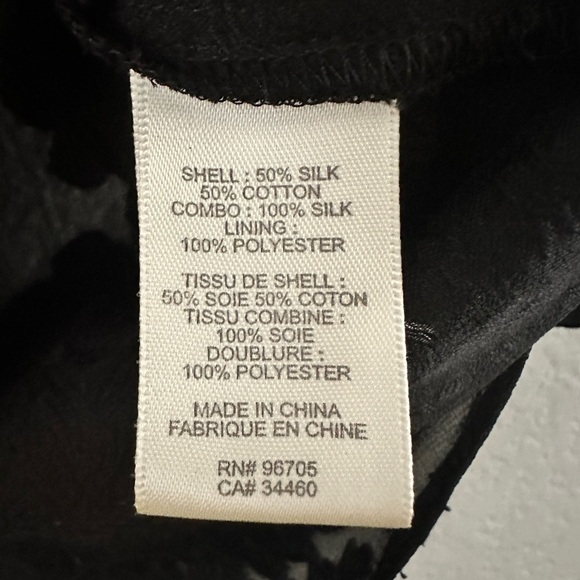 SHELL : 50% SILK
50% COTTON
COMBO : 100% SILK
LINING :
100% POLYESTER
TISSU DE SHELL :
50% SOIE 50% COTON
TISSU COMBINE :
100% SOIE
DOUBLURE :
100% POLYESTER
MADE IN CHINA
FABRIQUE EN CHINE
RN# 96705
CA# 34460